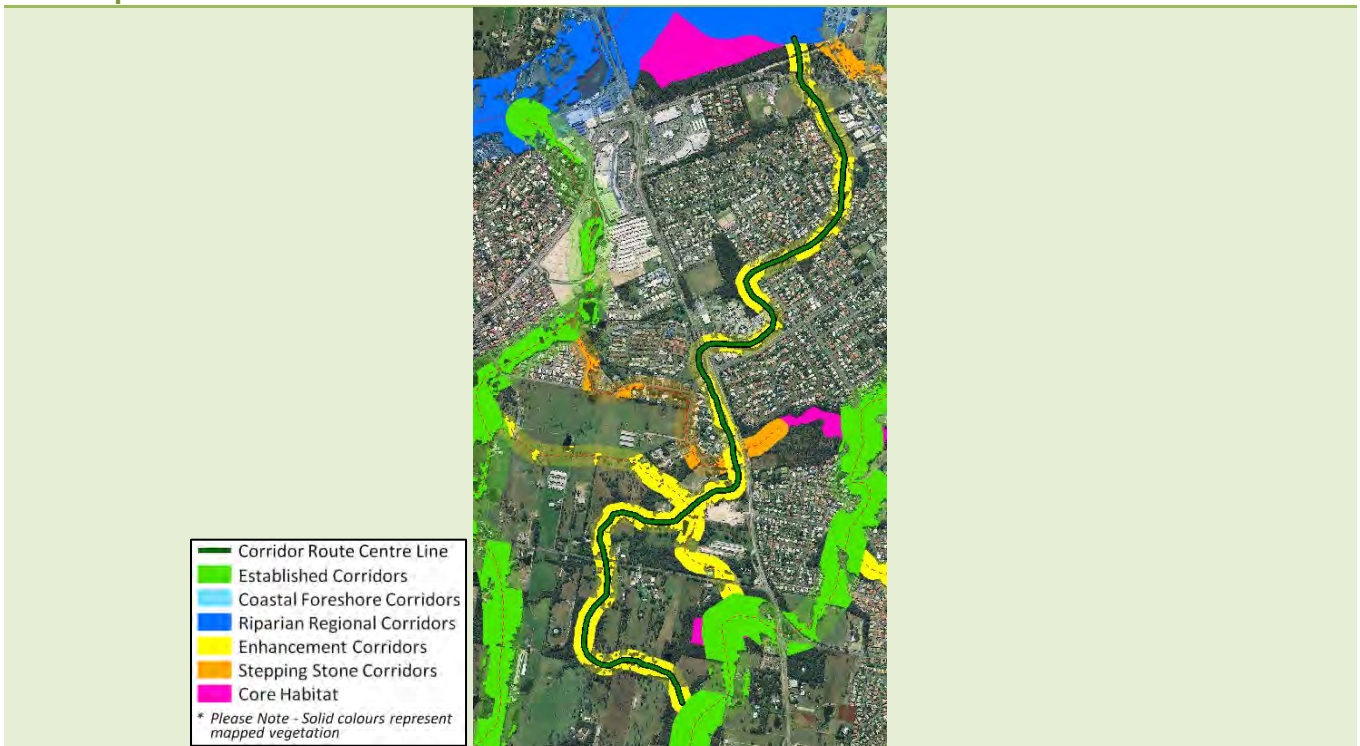 Corridor Route Centre Line
Established Corridors
Coastal Foreshore Corridors
Riparian Regional Corridors
Enhancement Corridors
Stepping Stone Corridors
Core Habitat
* Please Note - Solid colours represent
mapped vegetation